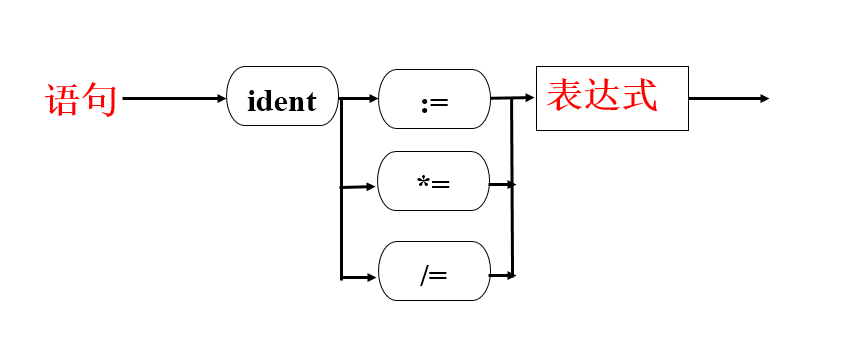 语句
ident
:=
表达式
*=
/=